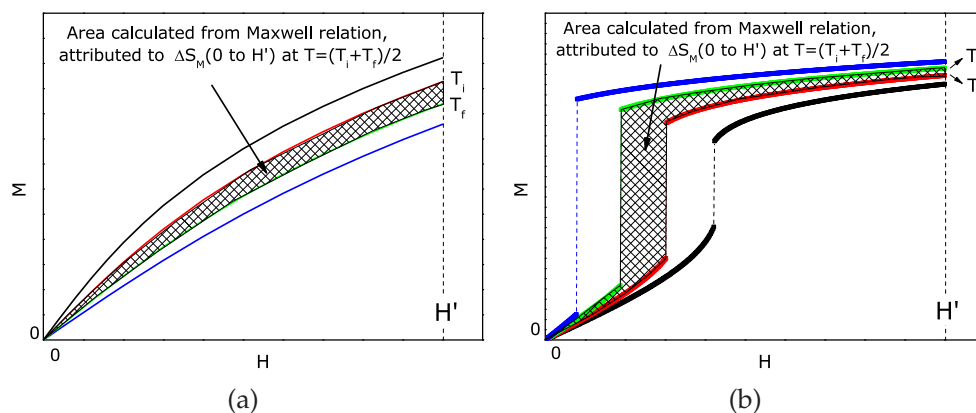 Area calculated from Maxwell relation,
attributed to ΔS_M(0 to H') at T=(T_i+T_f)/2
T_i
T_f
M
H'
0
0
H
(a)
Area calculated from Maxwell relation,
attributed to ΔS_M(0 to H') at T=(T_i+T_f)/2
T
T
M
H'
0
0
H
(b)